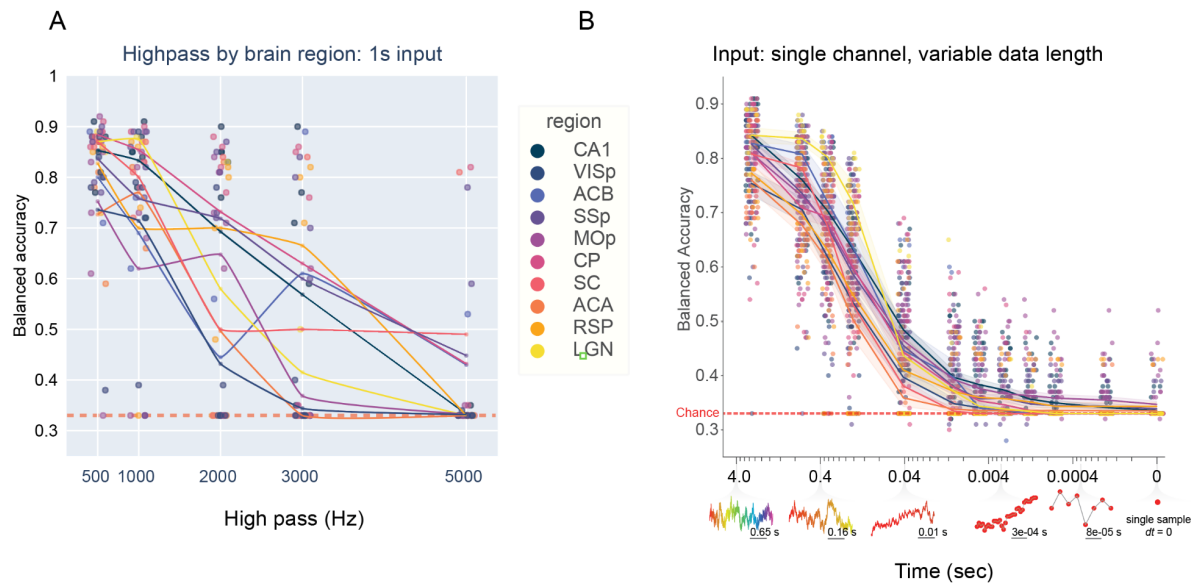 A
Highpass by brain region: 1s input
Balanced accuracy
1
0.9
0.8
0.7
0.6
0.5
0.4
0.3
500
1000
2000
3000
5000
High pass (Hz)
region
CA1
VISp
ACB
SSp
MOp
CP
SC
ACA
RSP
LGN
B
Input: single channel, variable data length
Balanced Accuracy
0.9
0.8
0.7
0.6
0.5
0.4
Chance
0.3
4.0
0.4
0.04
0.004
0.0004
0
0.65 s
0.16 s
0.01 s
3e-04 s
8e-05 s
single sample
dt = 0
Time (sec)